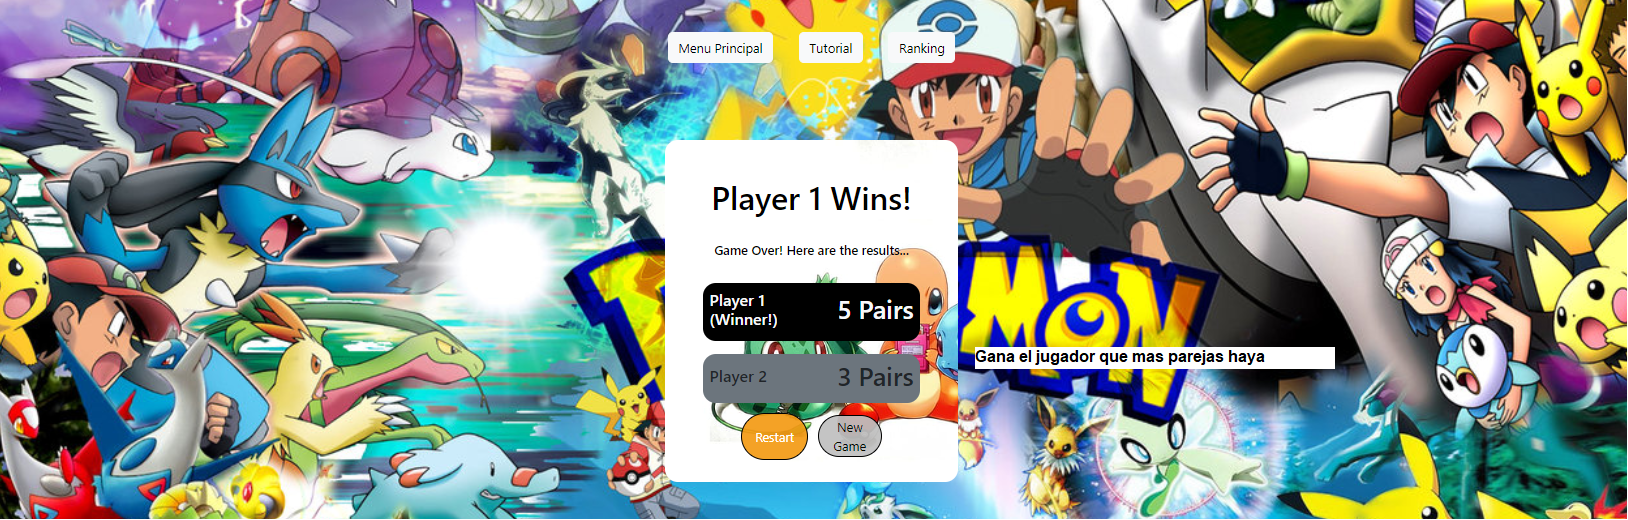 Menu Principal
Tutorial
Ranking
Player 1 Wins!
Game Over! Here are the results...
Player 1
(Winner!)
5 Pairs
Gana el jugador que mas parejas haya
Player 2
3 Pairs
Restart
New
Game
MON